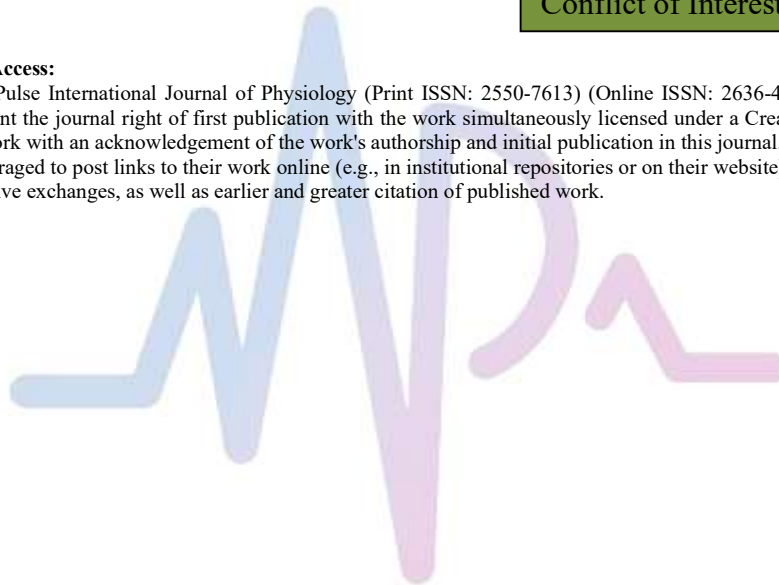 Conflict of Interest
Access:
Pulse International Journal of Physiology (Print ISSN: 2550-7613) (Online ISSN: 2636-4
nt the journal right of first publication with the work simultaneously licensed under a Crea
ork with an acknowledgement of the work's authorship and initial publication in this journal.
raged to post links to their work online (e.g., in institutional repositories or on their website
ve exchanges, as well as earlier and greater citation of published work.